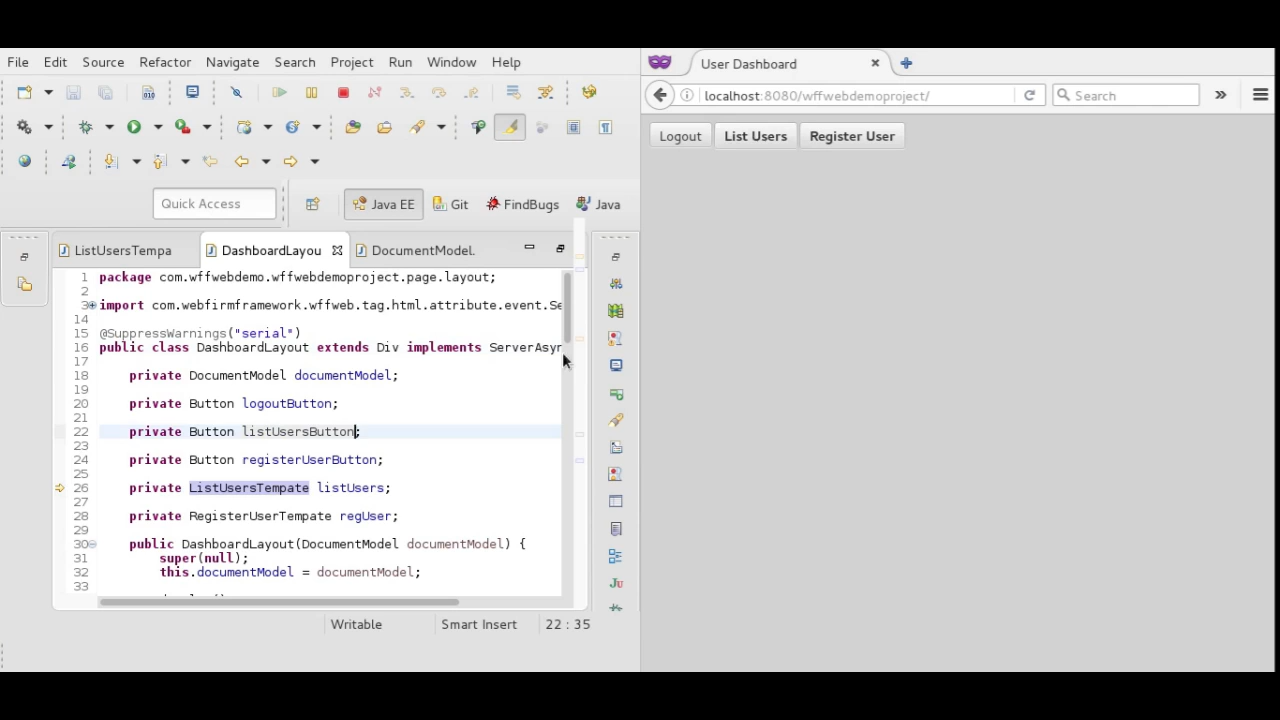 File Edit Source Refactor Navigate Search Project Run Window Help
Quick Access
Java EE
Git
FindBugs
Java
ListUsersTempa
DashboardLayou
DocumentModel.
1 package com.wffwebdemo.wffwebdemoproject.page.layout;
2
3 import com.webfirmframework.wffweb.tag.html.attribute.event.Se
14
15 @SuppressWarnings("serial")
16 public class DashboardLayout extends Div implements ServerAsyn
17
18 private DocumentModel documentModel;
19
20 private Button logoutButton;
21
22 private Button listUsersButton;
23
24 private Button registerUserButton;
25
26 private ListUsersTempate listUsers;
27
28 private RegisterUserTempate regUser;
29
30 public DashboardLayout(DocumentModel documentModel) {
31 super(null);
32 this.documentModel = documentModel;
33
Writable
Smart Insert
22 : 35
User Dashboard
localhost:8080/wffwebdemoproject/
Search
Logout
List Users
Register User